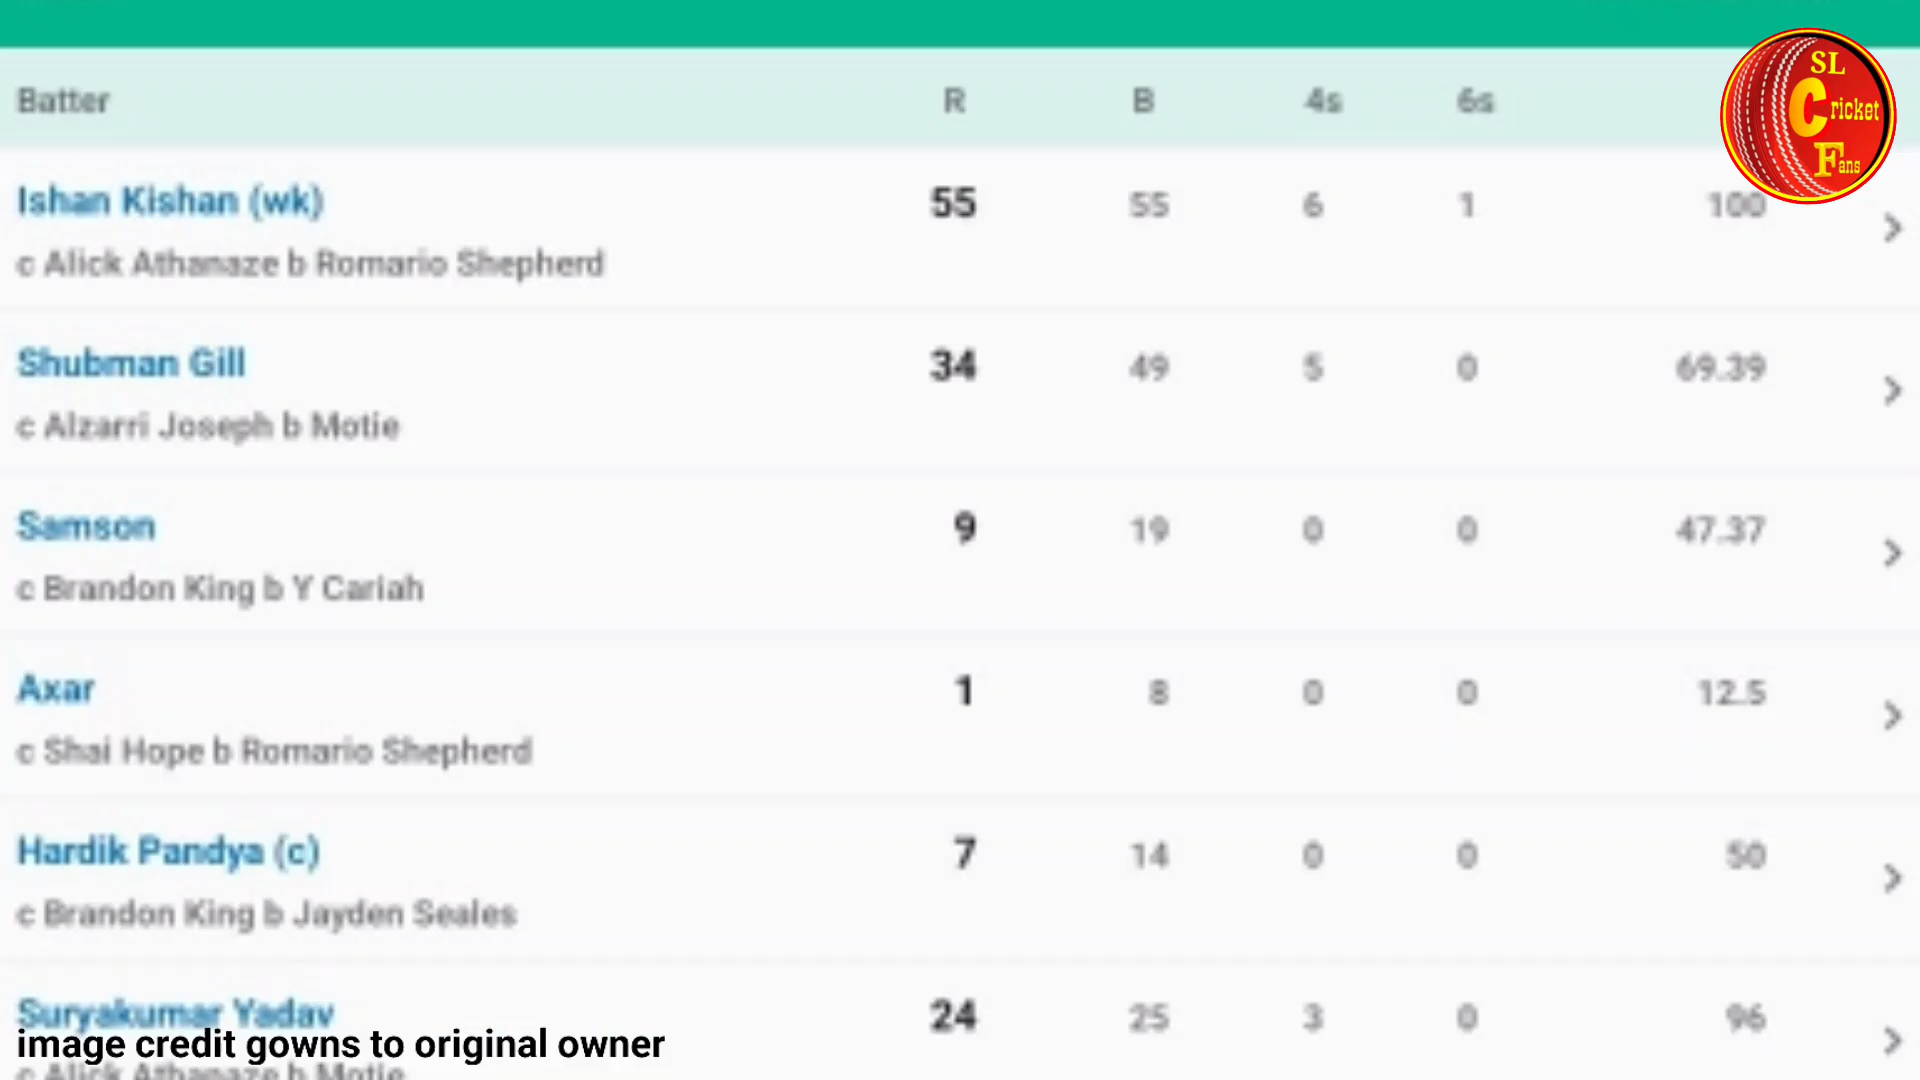 Batter R B 4s 6s
SL
Cricket
Fans
Ishan Kishan (wk) 55 55 6 1 100
c Alick Athanaze b Romario Shepherd
Shubman Gill 34 49 5 0 69.39
c Alzarri Joseph b Motie
Samson 9 19 0 0 47.37
c Brandon King b Y Cariah
Axar 1 8 0 0 12.5
c Shai Hope b Romario Shepherd
Hardik Pandya (c) 7 14 0 0 50
c Brandon King b Jayden Seales
Suryakumar Yadav 24 25 3 0 96
image credit gowns to original owner
c Alick Athanaze b Motie